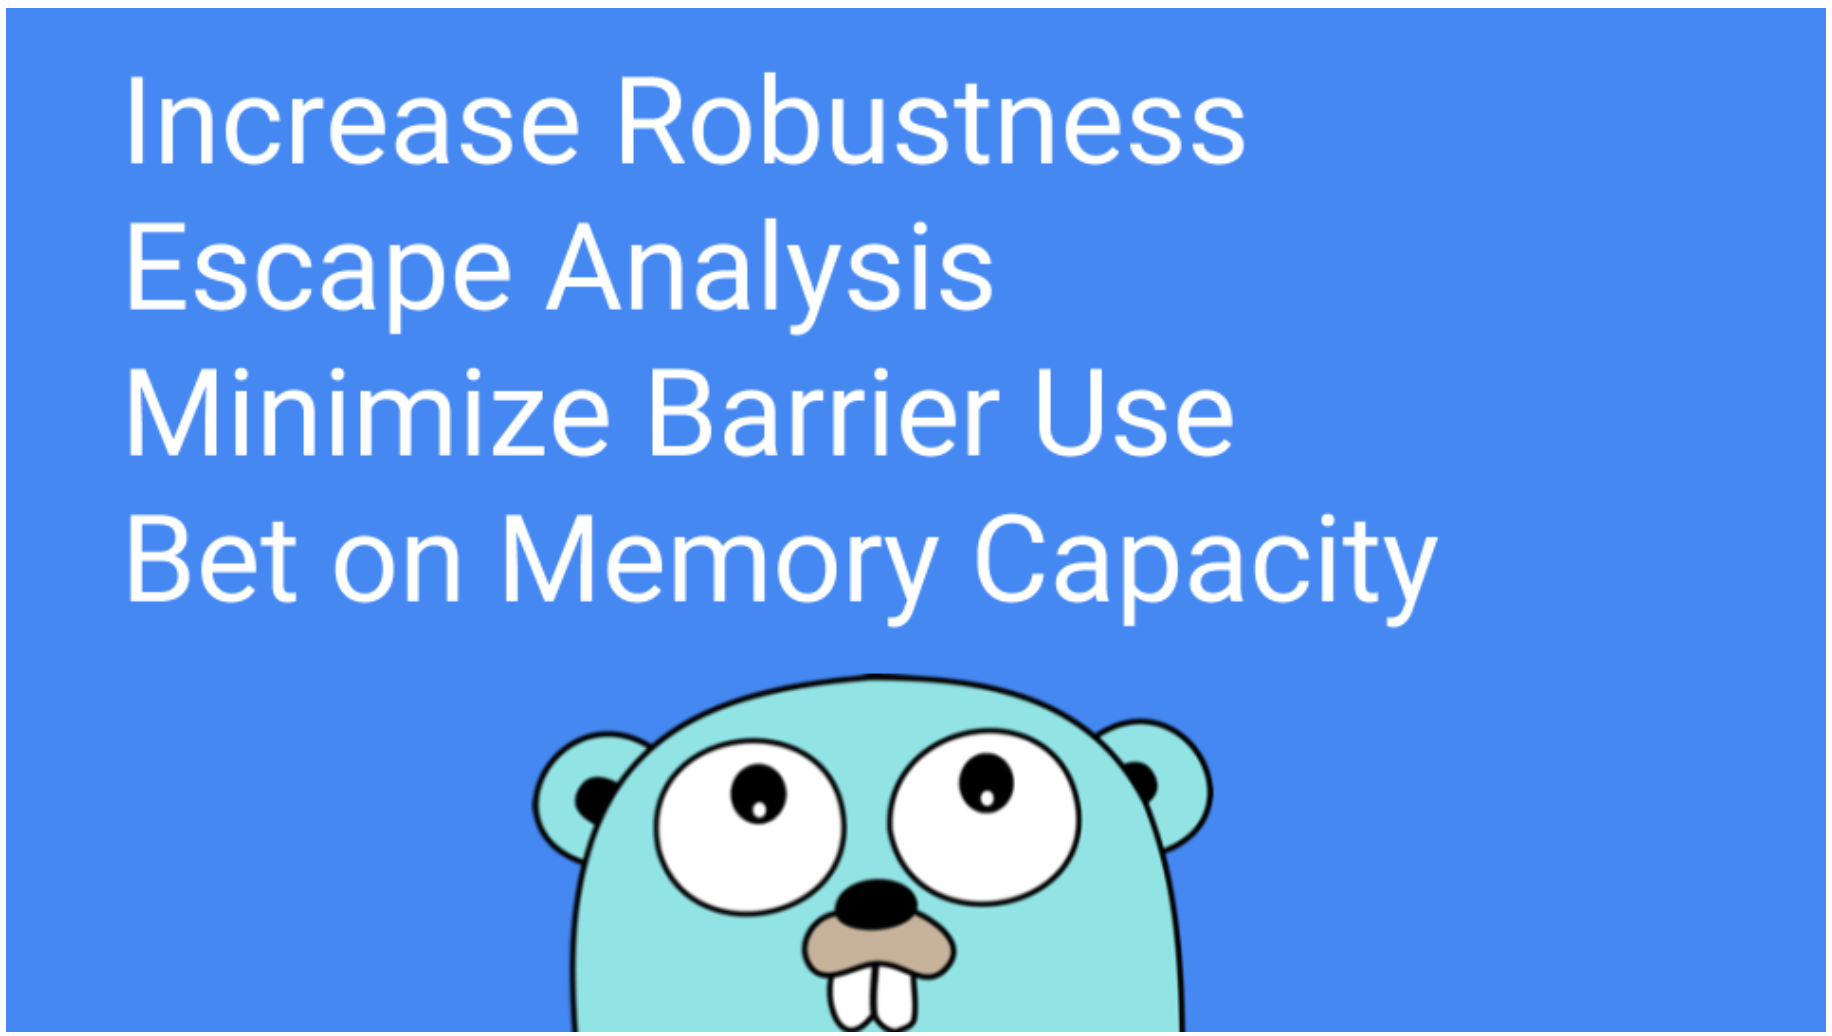 Increase Robustness
Escape Analysis
Minimize Barrier Use
Bet on Memory Capacity